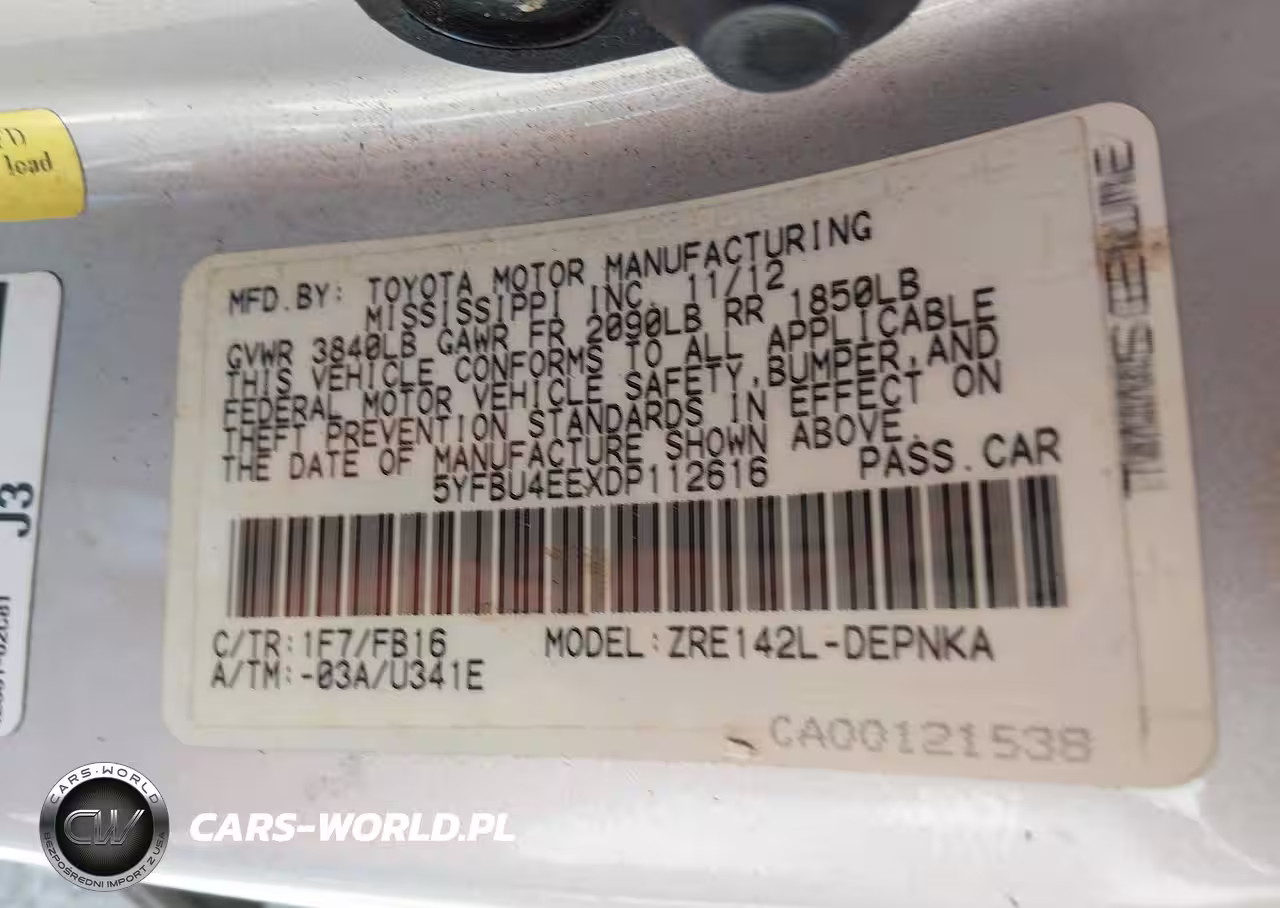 load
J3
MFD.BY: TOYOTA MOTOR MANUFACTURING
MISSISSIPPI INC. 11/12
GVWR 3840LB GAWR FR 2090LB RR 1850LB
THIS VEHICLE CONFORMS TO ALL APPLICABLE
FEDERAL MOTOR VEHICLE SAFETY,BUMPER,AND
THEFT PREVENTION STANDARDS IN EFFECT ON
THE DATE OF MANUFACTURE SHOWN ABOVE.
5YFBU4EEXDP112616 PASS.CAR
C/TR:1F7/FB16 MODEL:ZRE142L-DEPNKA
A/TM:-03A/U341E
CA00121538
CARS-WORLD
CW
BEZPOŚREDNI IMPORT Z USA
CARS-WORLD.PL